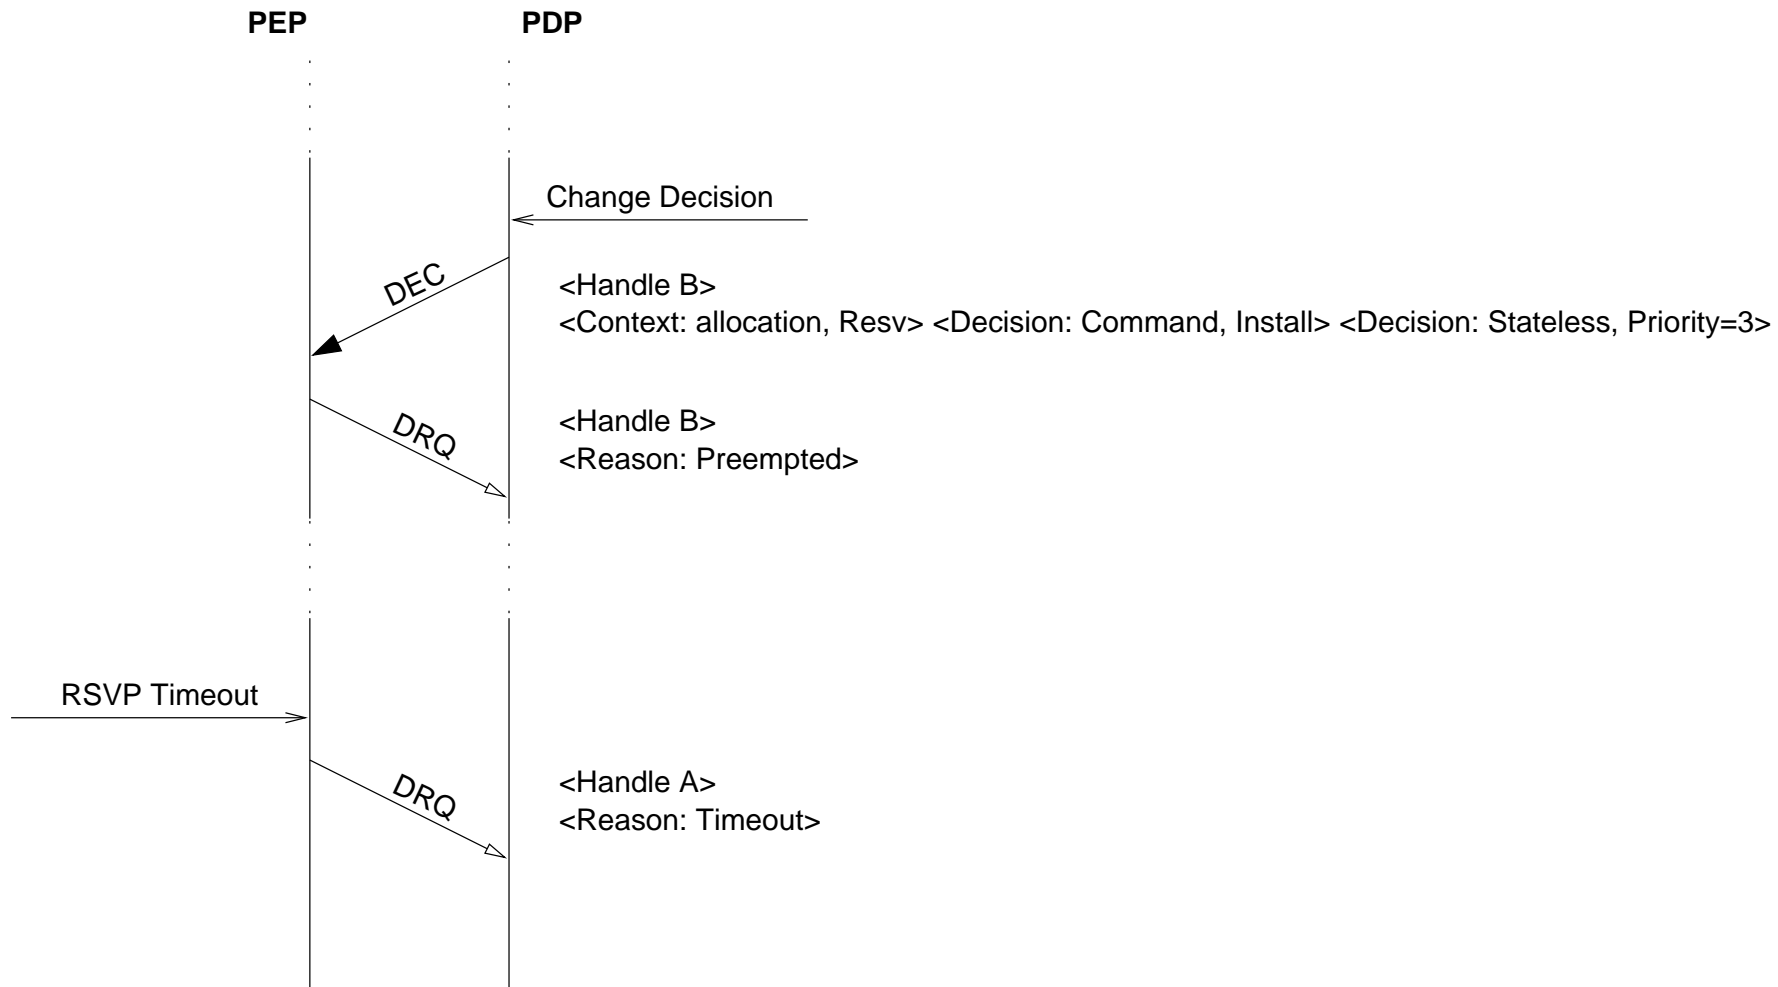 PEP PDP
Change Decision
DEC
<Handle B>
<Context: allocation, Resv> <Decision: Command, Install> <Decision: Stateless, Priority=3>
DRQ
<Handle B>
<Reason: Preempted>
RSVP Timeout
DRQ
<Handle A>
<Reason: Timeout>